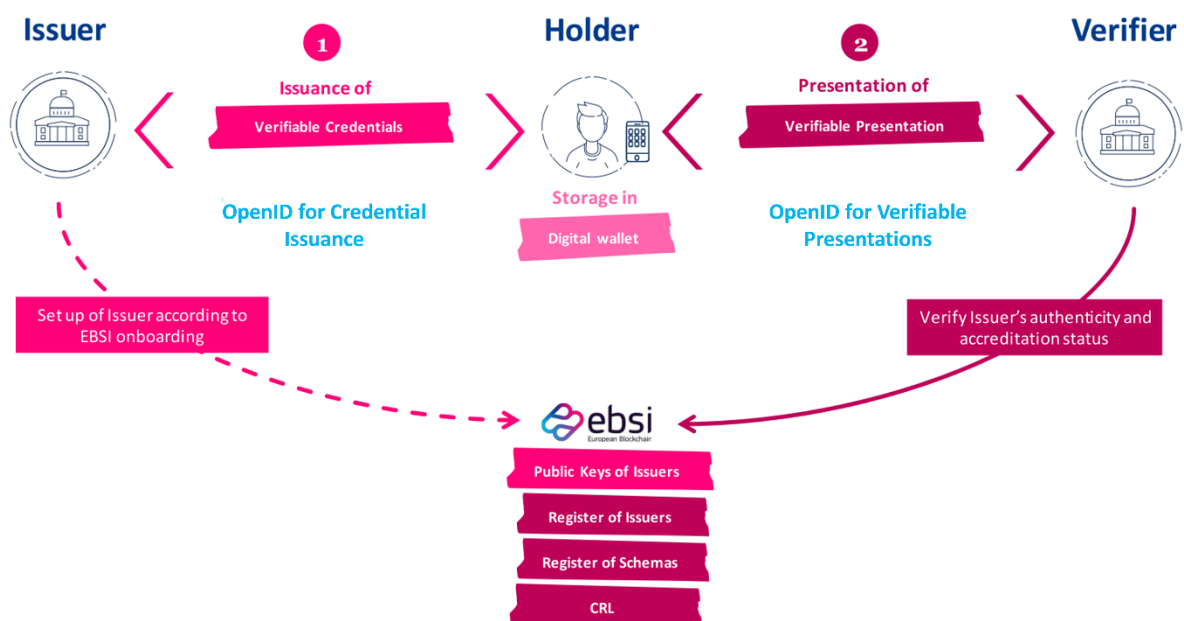 Issuer
1
Holder
2
Verifier
Issuance of
Verifiable Credentials
Presentation of
Verifiable Presentation
OpenID for Credential
Issuance
Storage in
Digital wallet
OpenID for Verifiable
Presentations
Set up of Issuer according to
EBSI onboarding
Verify Issuer's authenticity and
accreditation status
ebsi
European Blockchain
Public Keys of Issuers
Register of Issuers
Register of Schemas
CRL